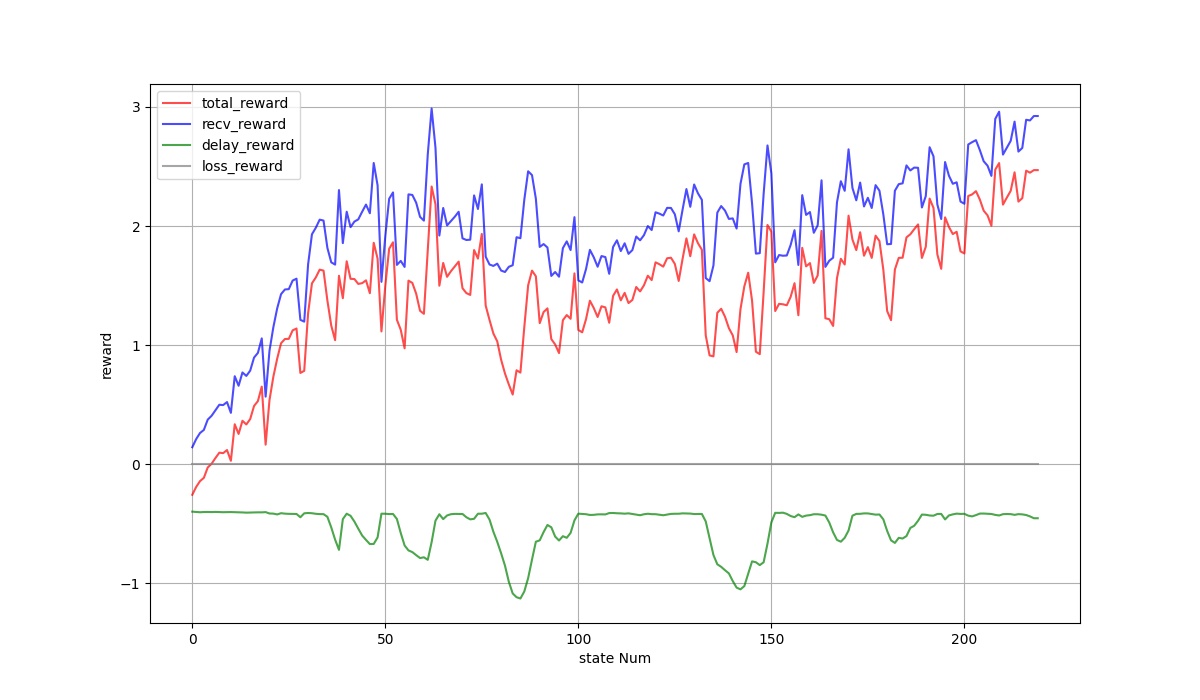 total_reward
recv_reward
delay_reward
loss_reward
3
2
1
0
−1
reward
0 50 100 150 200
state Num